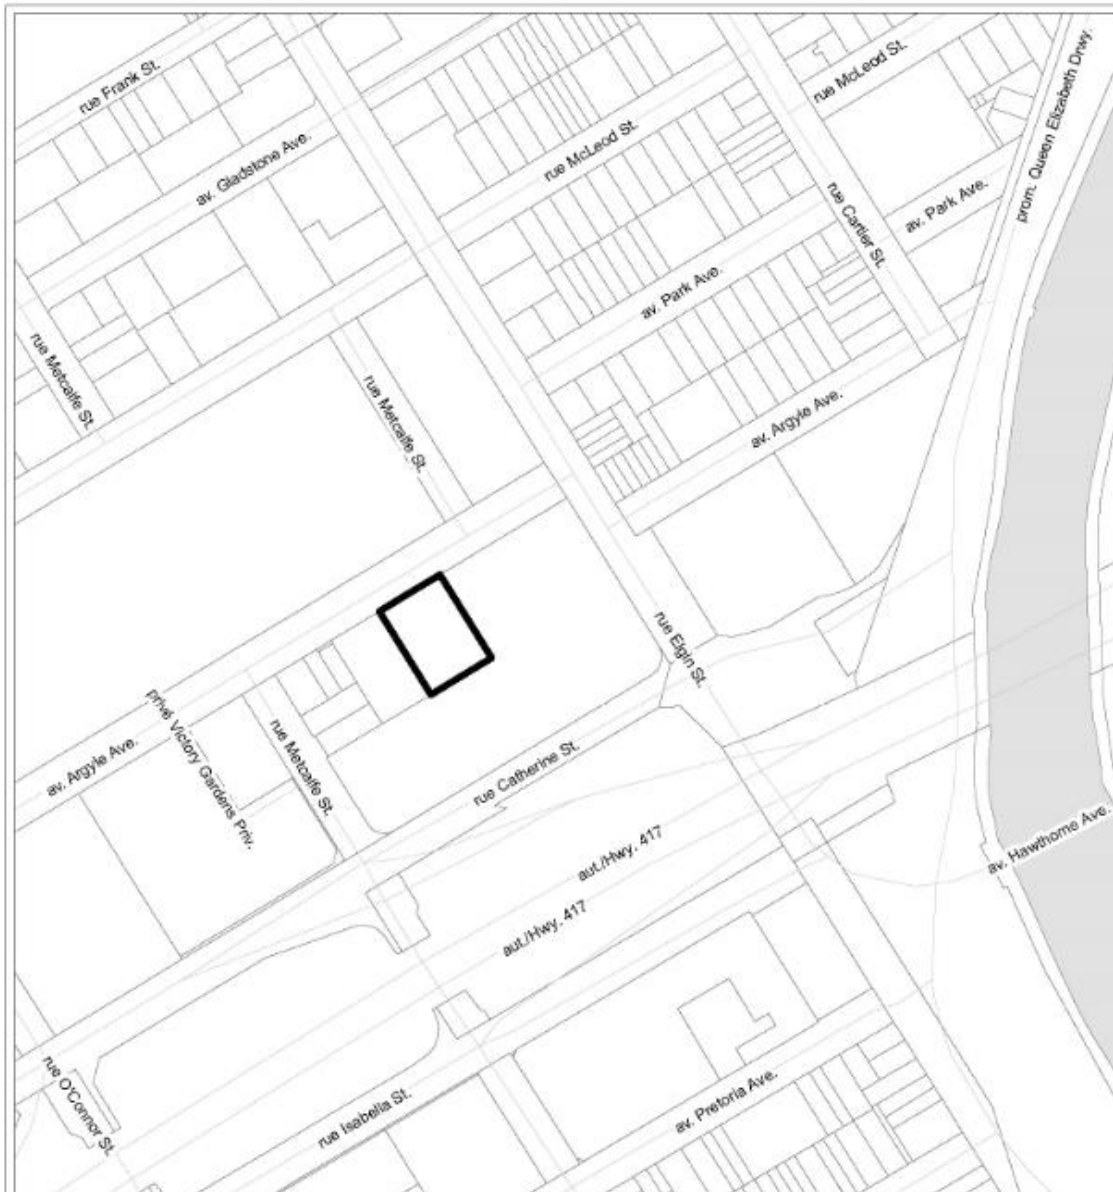 rue Frank St.
rue McLeod St.
prom. Queen Elizabeth Drwy.
av. Gladstone Ave.
rue McLeod St.
rue Cartier St.
av. Park Ave.
av. Park Ave.
rue Metcalfe St.
rue Metcalfe St.
av. Argyle Ave.
rue Elgin St.
privé Victory Gardens Priv.
rue Metcalfe St.
av. Argyle Ave.
rue Catherine St.
aut./Hwy. 417
av. Hawthorne Ave.
aut./Hwy. 417
rue O'Connor St.
rue Isabella St.
av. Pretoria Ave.